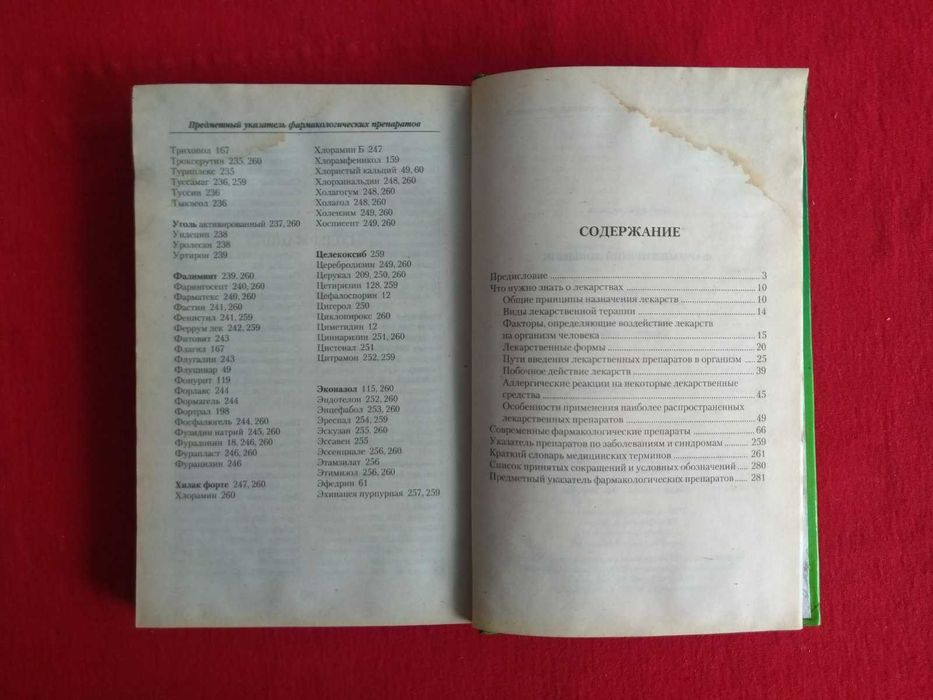 Предметный указатель фармакологических препаратов
Трихопол 167
Троксерутин 235, 260
Туриплекс 235
Туссамаг 236, 259
Туссин 236
Тыквеол 236
Уголь активированный 237, 260
Ундецин 238
Уролесан 238
Уртирон 239
Фалиминт 239, 260
Фарингосепт 240, 260
Фарматекс 240, 260
Фастин 241, 260
Фенистил 241, 259
Феррум лек 242, 259
Фитовит 243
Флагил 167
Флугалин 243
Флуцинар 49
Фонурит 119
Форлакс 244
Формагель 244
Фортрал 198
Фосфалюгель 244, 260
Фузидин натрий 245, 260
Фурадонин 18, 246, 260
Фурапласт 246, 260
Фурацилин 246
Хилак форте 247, 260
Хлорамин 260
Хлорамин Б 247
Хлорамфеникол 159
Хлористый кальций 49, 60
Хлорхинальдин 248, 260
Холагогум 248, 260
Холагол 248, 260
Холензим 249, 260
Хосписепт 249, 260
Целекоксиб 259
Церебролизин 249, 260
Церукал 209, 250, 260
Цетиризин 128, 259
Цефалоспорин 12
Цигерол 250
Циклопирокс 260
Циметидин 12
Циннаризин 251, 260
Цистенал 251
Цитрамон 252, 259
Эконазол 115, 260
Эндотелон 252, 260
Энцефабол 253, 260
Эреспал 254, 259
Эскузан 255, 260
Эссавен 255
Эссенциале 256, 260
Этамзилат 256
Этимизол 256, 260
Эфедрин 61
Эхинацея пурпурная 257, 259
СОДЕРЖАНИЕ
Предисловие 3
Что нужно знать о лекарствах 10
Общие принципы назначения лекарств 10
Виды лекарственной терапии 14
Факторы, определяющие воздействие лекарств
на организм человека 15
Лекарственные формы 20
Пути введения лекарственных препаратов в организм 25
Побочное действие лекарств 39
Аллергические реакции на некоторые лекарственные
средства 45
Особенности применения наиболее распространенных
лекарственных препаратов 49
Современные фармакологические препараты 66
Указатель препаратов по заболеваниям и синдромам 259
Краткий словарь медицинских терминов 261
Список принятых сокращений и условных обозначений 280
Предметный указатель фармакологических препаратов 281